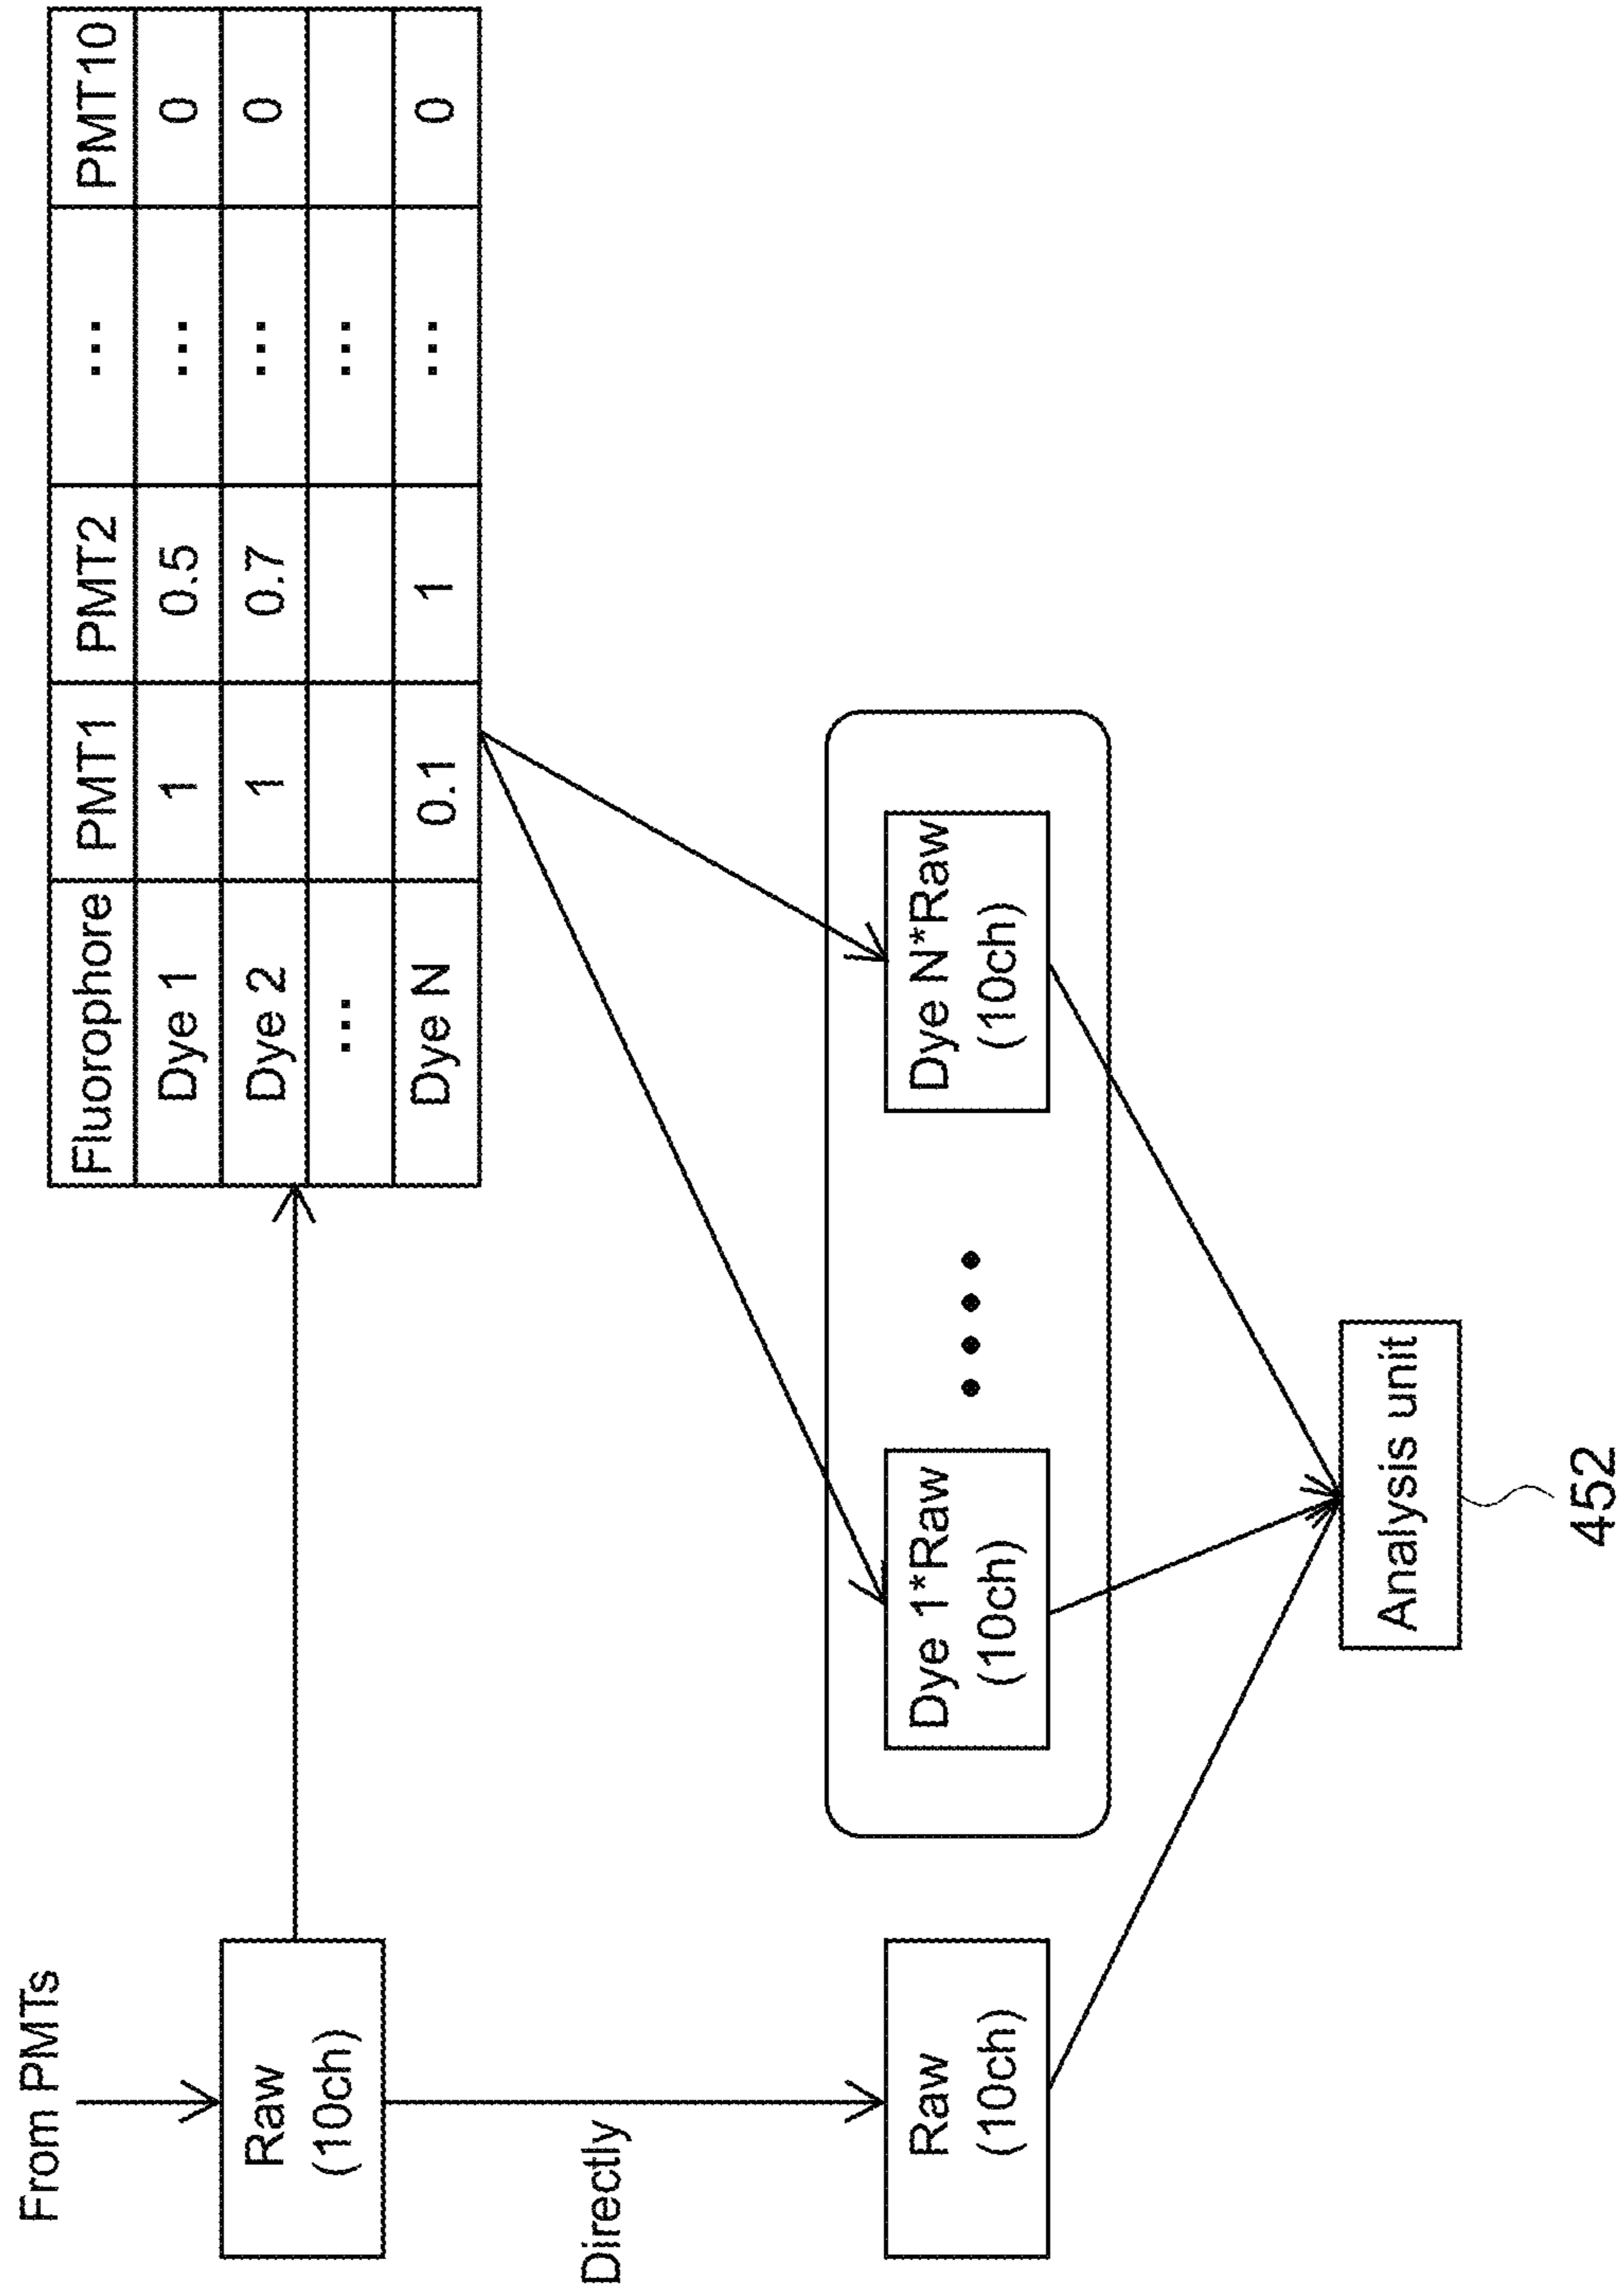 From PMTs
Raw
(10ch)
Directly
Fluorophore PMT1 PMT2 ... PMT10
Dye 1 1 0.5 ... 0
Dye 2 1 0.7 ... 0
... ...
Dye N 0.1 1 ... 0
Raw
(10ch)
Dye 1*Raw
(10ch)
....
Dye N*Raw
(10ch)
Analysis unit
452